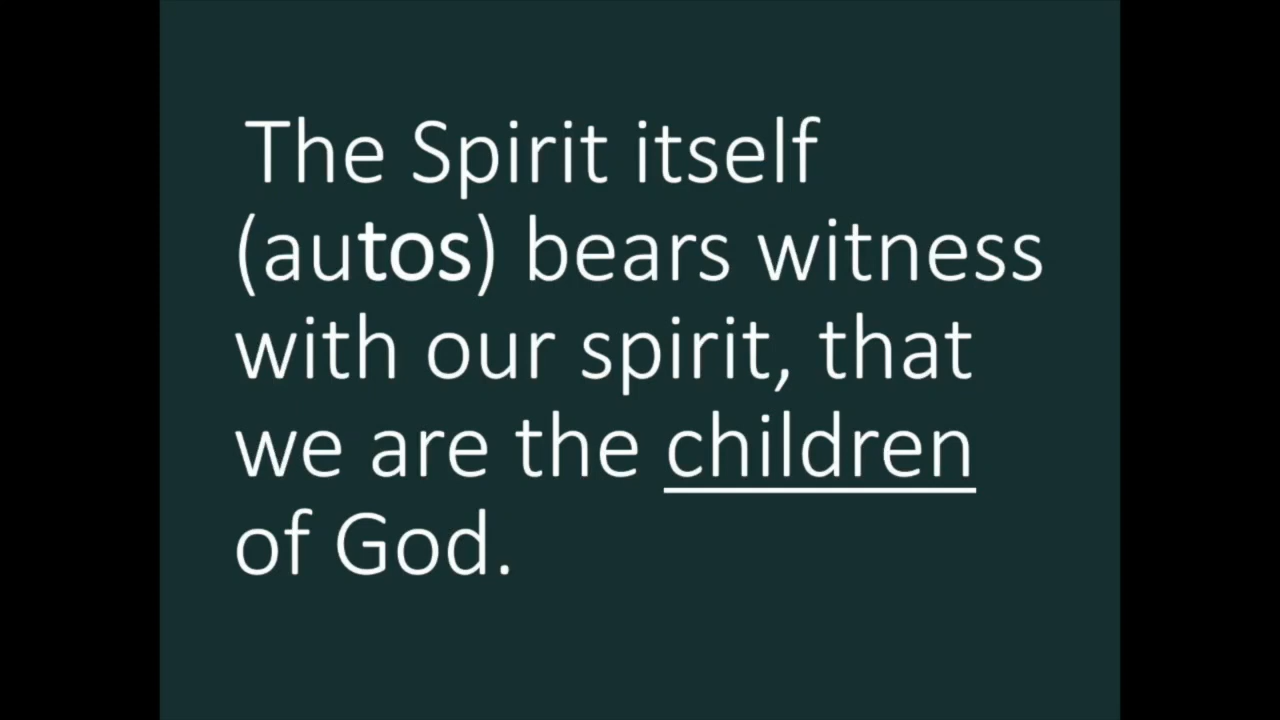 The Spirit itself
(autos) bears witness
with our spirit, that
we are the children
of God.